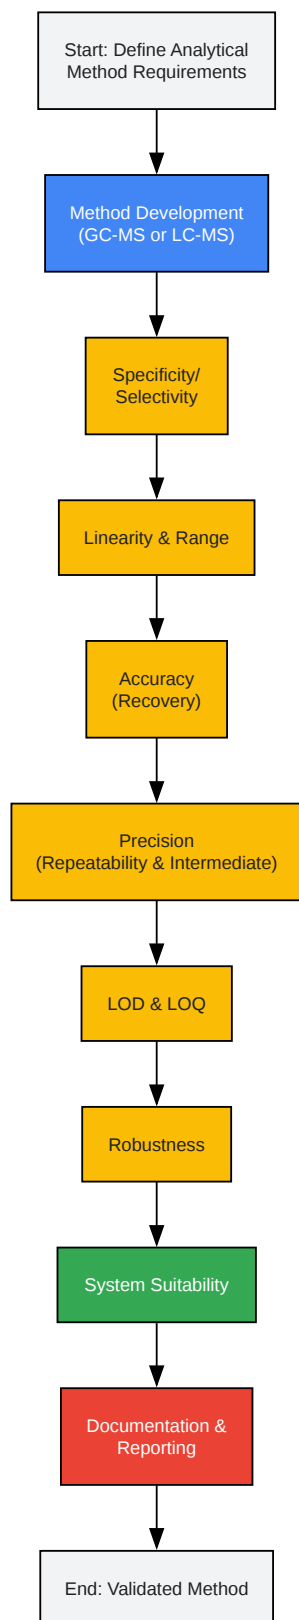 Start: Define Analytical
Method Requirements
Method Development
(GC-MS or LC-MS)
Specificity/
Selectivity
Linearity & Range
Accuracy
(Recovery)
Precision
(Repeatability & Intermediate)
LOD & LOQ
Robustness
System Suitability
Documentation &
Reporting
End: Validated Method